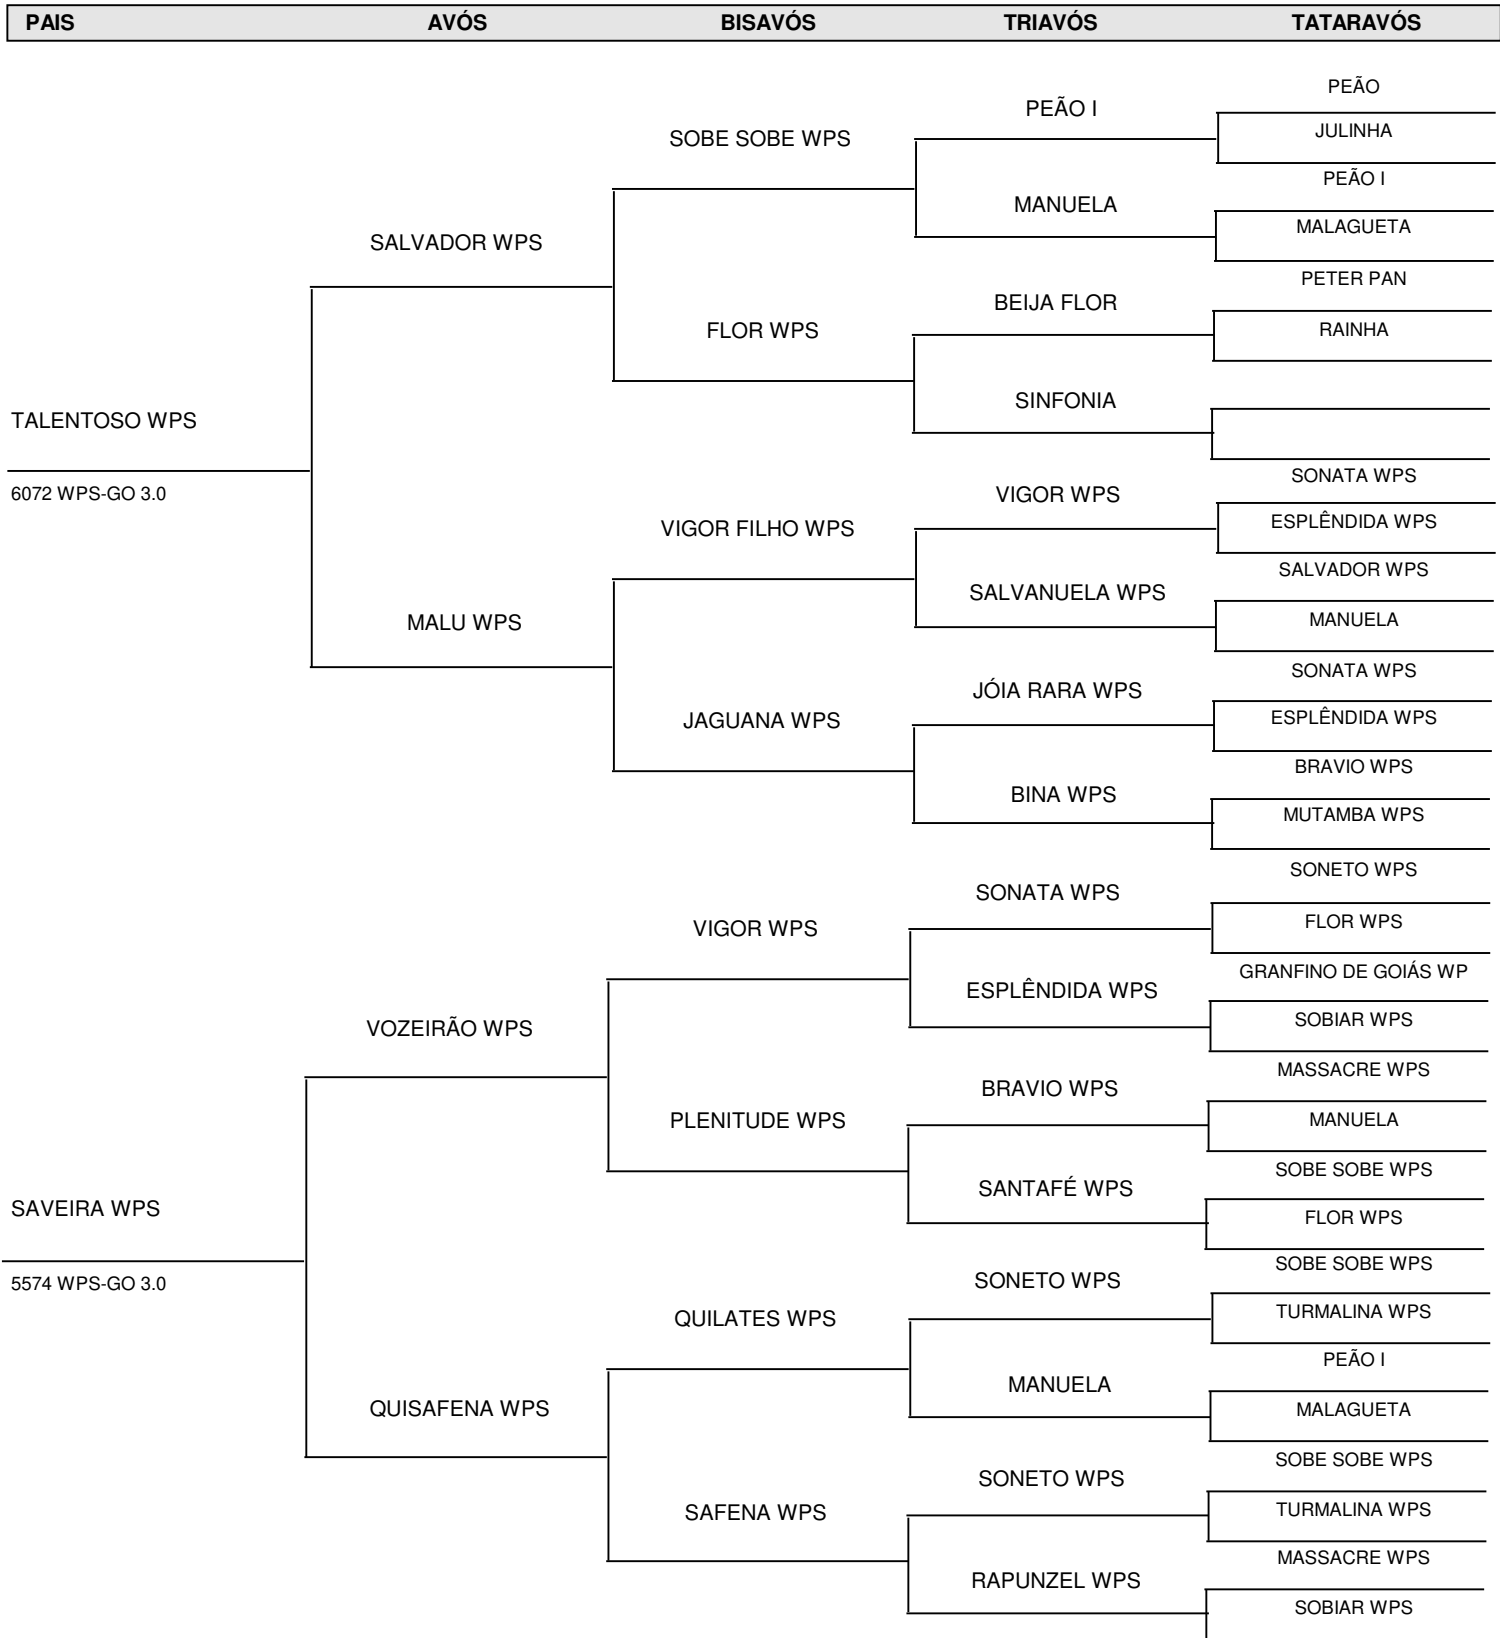 PAIS AVÓS BISAVÓS TRIAVÓS TATARAVÓS
PEÃO
PEÃO I
JULINHA
SOBE SOBE WPS
PEÃO I
MANUELA
MALAGUETA
SALVADOR WPS
PETER PAN
BEIJA FLOR
RAINHA
FLOR WPS
SINFONIA
TALENTOSO WPS
6072 WPS-GO 3.0
SONATA WPS
VIGOR WPS
ESPLÊNDIDA WPS
VIGOR FILHO WPS
SALVADOR WPS
SALVANUELA WPS
MANUELA
MALU WPS
SONATA WPS
JÓIA RARA WPS
ESPLÊNDIDA WPS
JAGUANA WPS
BRAVIO WPS
BINA WPS
MUTAMBA WPS
SONETO WPS
SONATA WPS
FLOR WPS
VIGOR WPS
GRANFINO DE GOIÁS WP
ESPLÊNDIDA WPS
SOBIAR WPS
VOZEIRÃO WPS
MASSACRE WPS
BRAVIO WPS
MANUELA
PLENITUDE WPS
SOBE SOBE WPS
SANTAFÉ WPS
FLOR WPS
SAVEIRA WPS
5574 WPS-GO 3.0
SOBE SOBE WPS
SONETO WPS
TURMALINA WPS
QUILATES WPS
PEÃO I
MANUELA
MALAGUETA
QUISAFENA WPS
SOBE SOBE WPS
SONETO WPS
TURMALINA WPS
SAFENA WPS
MASSACRE WPS
RAPUNZEL WPS
SOBIAR WPS